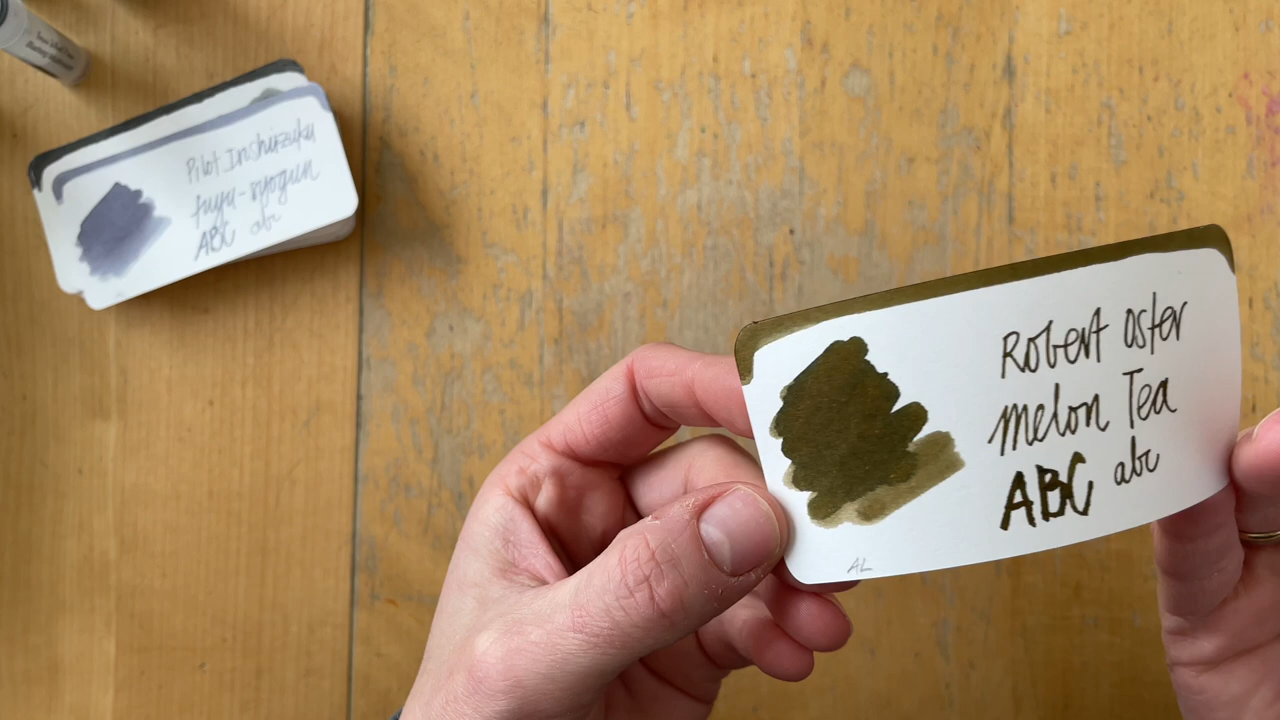 Pilot Iroshizuku
fuyu-syogun
ABC abc
Robert Oster
Melon Tea
ABC abc
AL